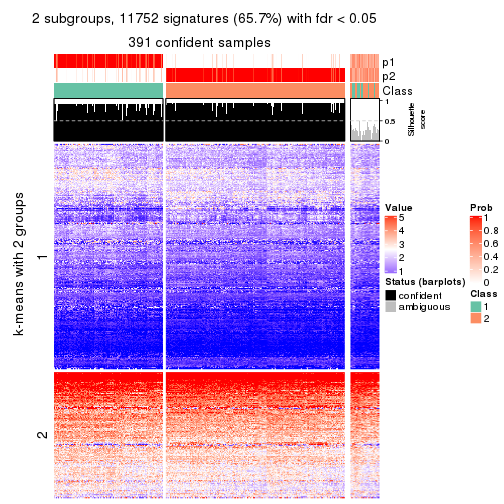 2 subgroups, 11752 signatures (65.7%) with fdr < 0.05
391 confident samples
p1
p2
Class
1
0.5
0
Silhouette
score
k-means with 2 groups
1
2
Value
5
4
3
2
1
Status (barplots)
confident
ambiguous
Prob
1
0.8
0.6
0.4
0.2
0
Class
1
2